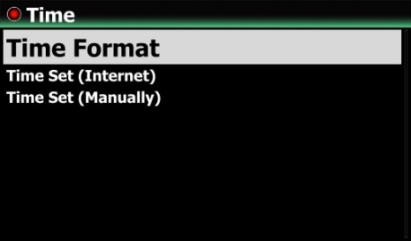 Time
Time Format
Time Set (Internet)
Time Set (Manually)